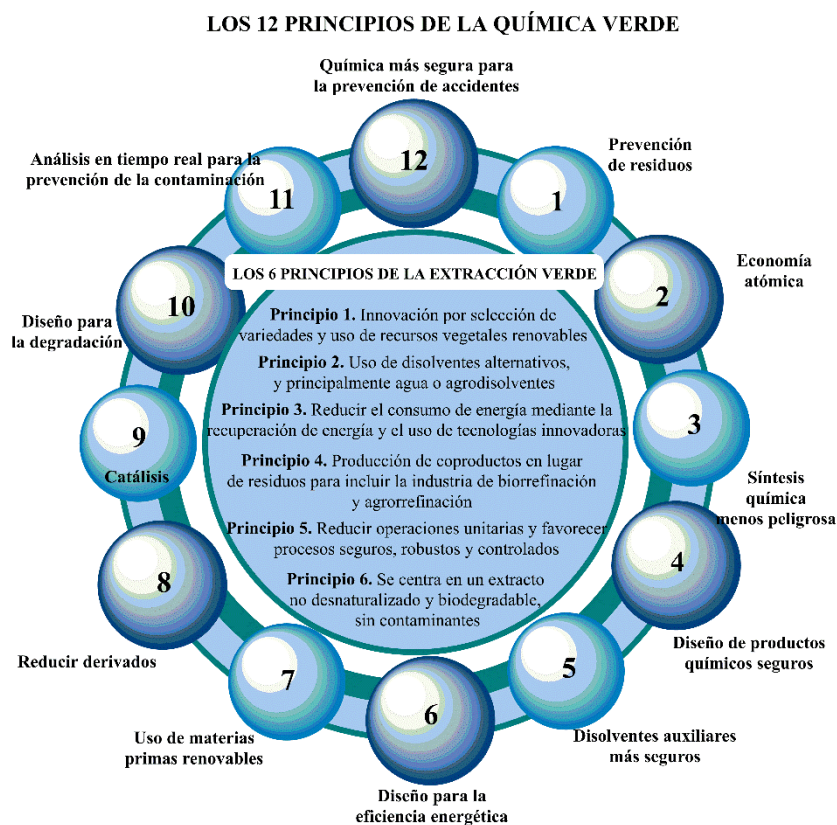 LOS 12 PRINCIPIOS DE LA QUÍMICA VERDE
Química más segura para
la prevención de accidentes
12
Prevención
de residuos
1
Economía
atómica
2
3
Síntesis
química
menos peligrosa
4
Diseño de productos
químicos seguros
5
Disolventes auxiliares
más seguros
6
Diseño para la
eficiencia energética
7
Uso de materias
primas renovables
8
Reducir derivados
9
Catálisis
10
Diseño para
la degradación
Análisis en tiempo real para la
prevención de la contaminación
11
LOS 6 PRINCIPIOS DE LA EXTRACCIÓN VERDE
Principio 1. Innovación por selección de
variedades y uso de recursos vegetales renovables
Principio 2. Uso de disolventes alternativos,
y principalmente agua o agrodisolventes
Principio 3. Reducir el consumo de energía mediante la
recuperación de energía y el uso de tecnologías innovadoras
Principio 4. Producción de coproductos en lugar
de residuos para incluir la industria de biorrefinación
y agrorrefinación
Principio 5. Reducir operaciones unitarias y favorecer
procesos seguros, robustos y controlados
Principio 6. Se centra en un extracto
no desnaturalizado y biodegradable,
sin contaminantes